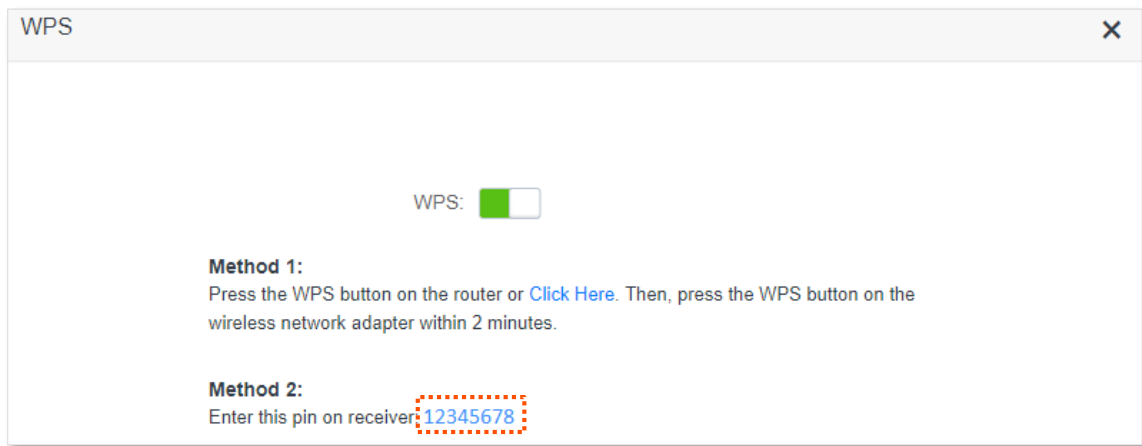 WPS
WPS:
Method 1:
Press the WPS button on the router or Click Here. Then, press the WPS button on the
wireless network adapter within 2 minutes.
Method 2:
Enter this pin on receiver: 12345678